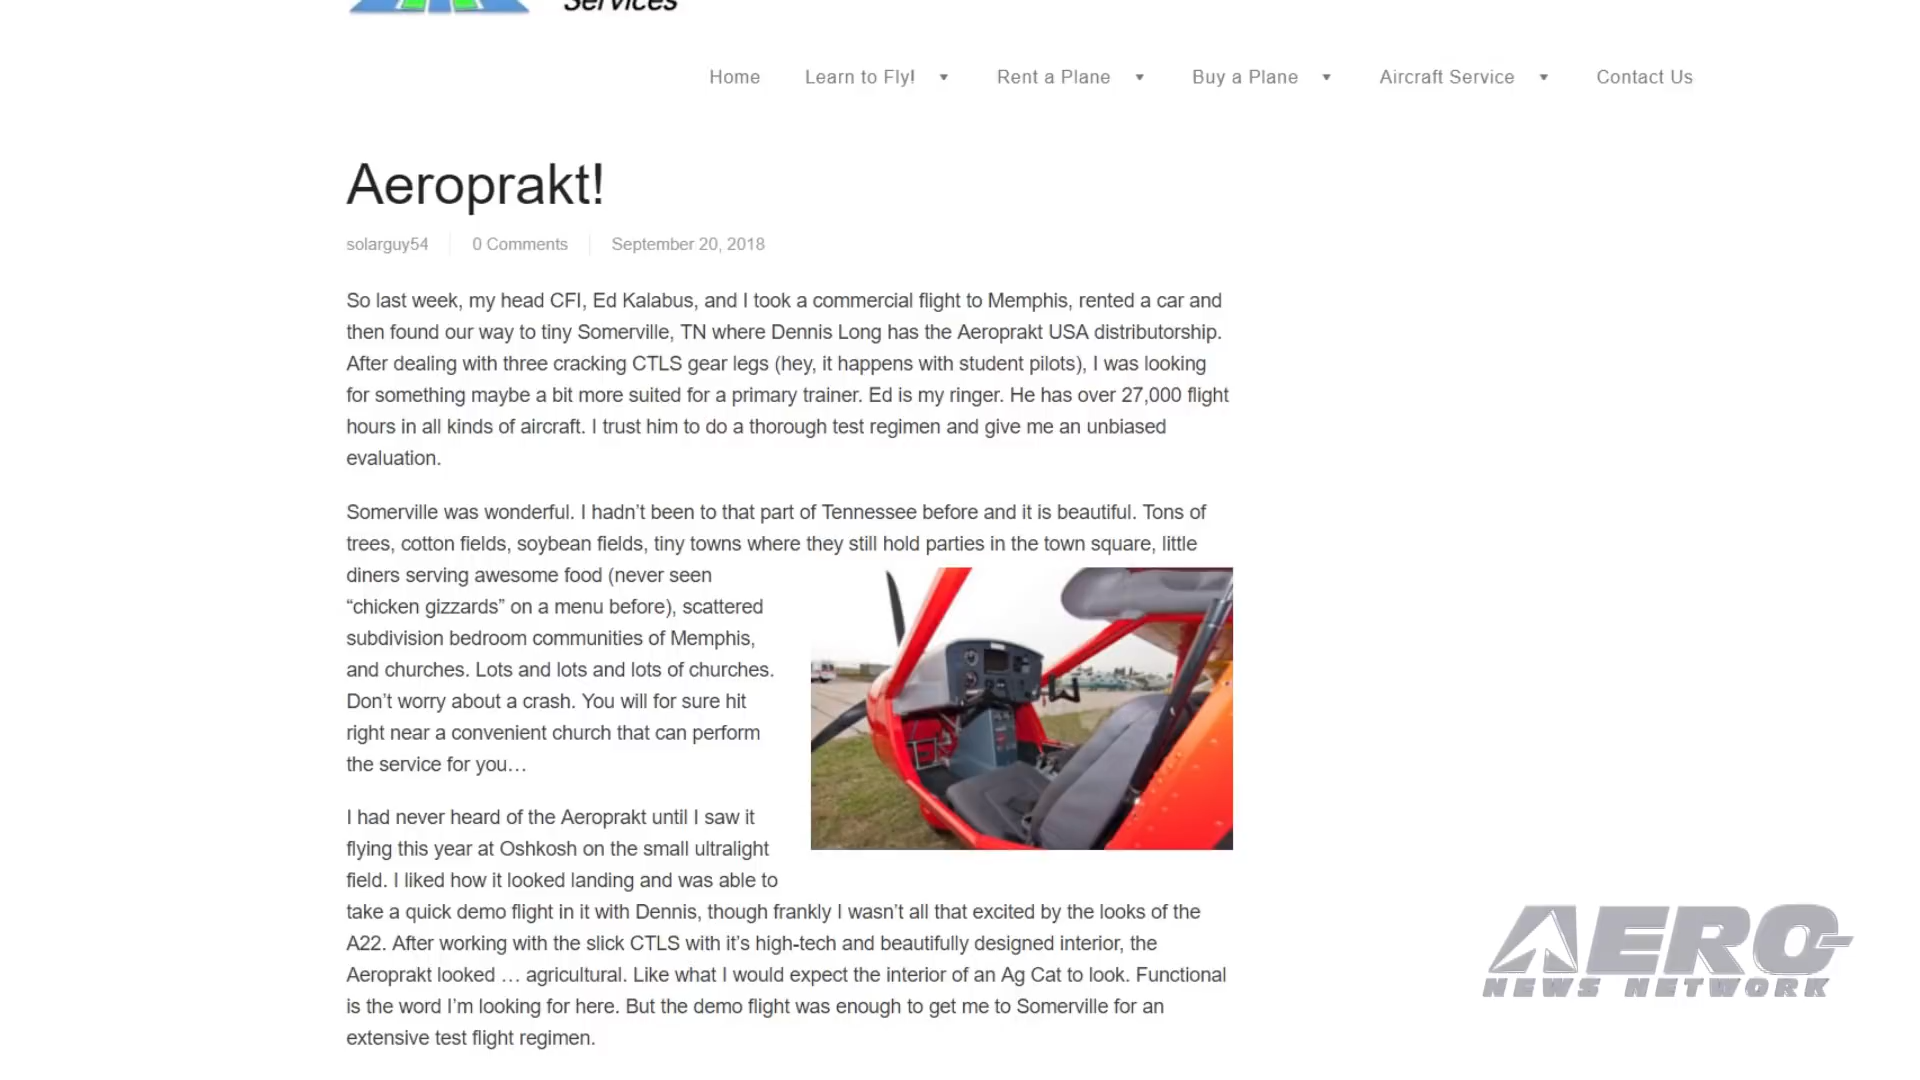 Services
Home Learn to Fly! Rent a Plane Buy a Plane Aircraft Service Contact Us
Aeroprakt!
solarguy54 0 Comments September 20, 2018
So last week, my head CFI, Ed Kalabus, and I took a commercial flight to Memphis, rented a car and
then found our way to tiny Somerville, TN where Dennis Long has the Aeroprakt USA distributorship.
After dealing with three cracking CTLS gear legs (hey, it happens with student pilots), I was looking
for something maybe a bit more suited for a primary trainer. Ed is my ringer. He has over 27,000 flight
hours in all kinds of aircraft. I trust him to do a thorough test regimen and give me an unbiased
evaluation.
Somerville was wonderful. I hadn’t been to that part of Tennessee before and it is beautiful. Tons of
trees, cotton fields, soybean fields, tiny towns where they still hold parties in the town square, little
diners serving awesome food (never seen
“chicken gizzards” on a menu before), scattered
subdivision bedroom communities of Memphis,
and churches. Lots and lots and lots of churches.
Don’t worry about a crash. You will for sure hit
right near a convenient church that can perform
the service for you…
I had never heard of the Aeroprakt until I saw it
flying this year at Oshkosh on the small ultralight
field. I liked how it looked landing and was able to
take a quick demo flight in it with Dennis, though frankly I wasn’t all that excited by the looks of the
A22. After working with the slick CTLS with it’s high-tech and beautifully designed interior, the
Aeroprakt looked … agricultural. Like what I would expect the interior of an Ag Cat to look. Functional
is the word I’m looking for here. But the demo flight was enough to get me to Somerville for an
extensive test flight regimen.
AERO-
NEWS NETWORK